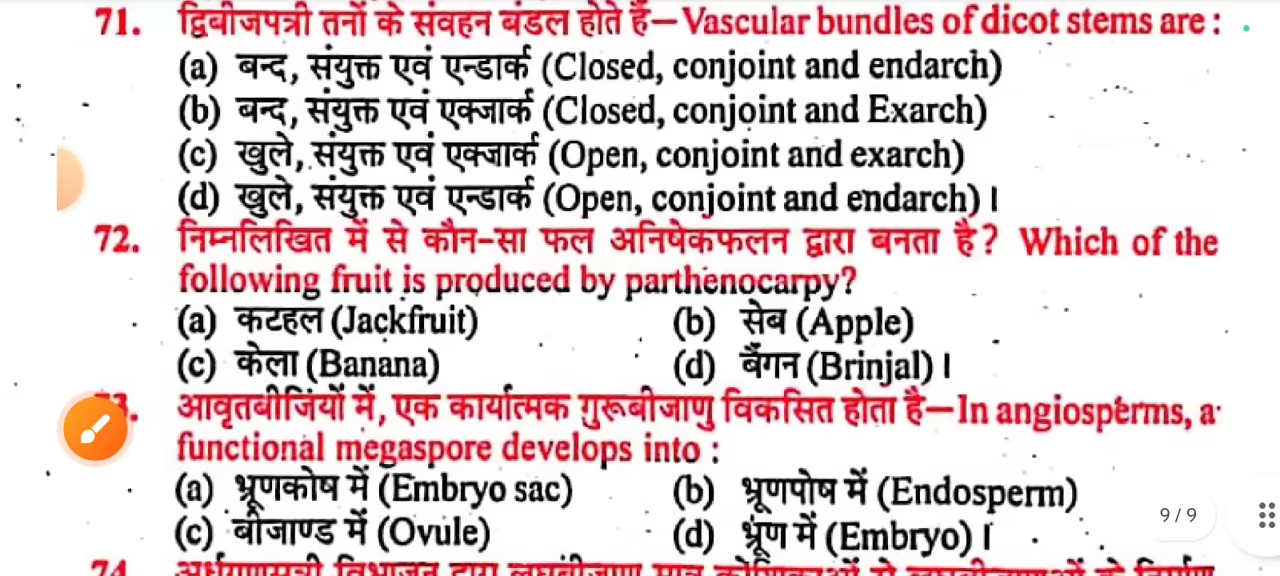 71. द्विबीजपत्री तनों के संवहन बंडल होते हैं—Vascular bundles of dicot stems are :
(a) बन्द, संयुक्त एवं एन्डार्क (Closed, conjoint and endarch)
(b) बन्द, संयुक्त एवं एक्जार्क (Closed, conjoint and Exarch)
(c) खुले, संयुक्त एवं एक्जार्क (Open, conjoint and exarch)
(d) खुले, संयुक्त एवं एन्डार्क (Open, conjoint and endarch)।
72. निम्नलिखित में से कौन-सा फल अनिषेकफलन द्वारा बनता है? Which of the
following fruit is produced by parthenocarpy?
(a) कटहल (Jackfruit) (b) सेब (Apple)
(c) केला (Banana) (d) बैंगन (Brinjal)।
73. आवृतबीजियों में, एक कार्यात्मक गुरूबीजाणु विकसित होता है—In angiosperms, a
functional megaspore develops into :
(a) भ्रूणकोष में (Embryo sac) (b) भ्रूणपोष में (Endosperm)
(c) बीजाण्ड में (Ovule) (d) भ्रूंण में (Embryo)।
9/9
74